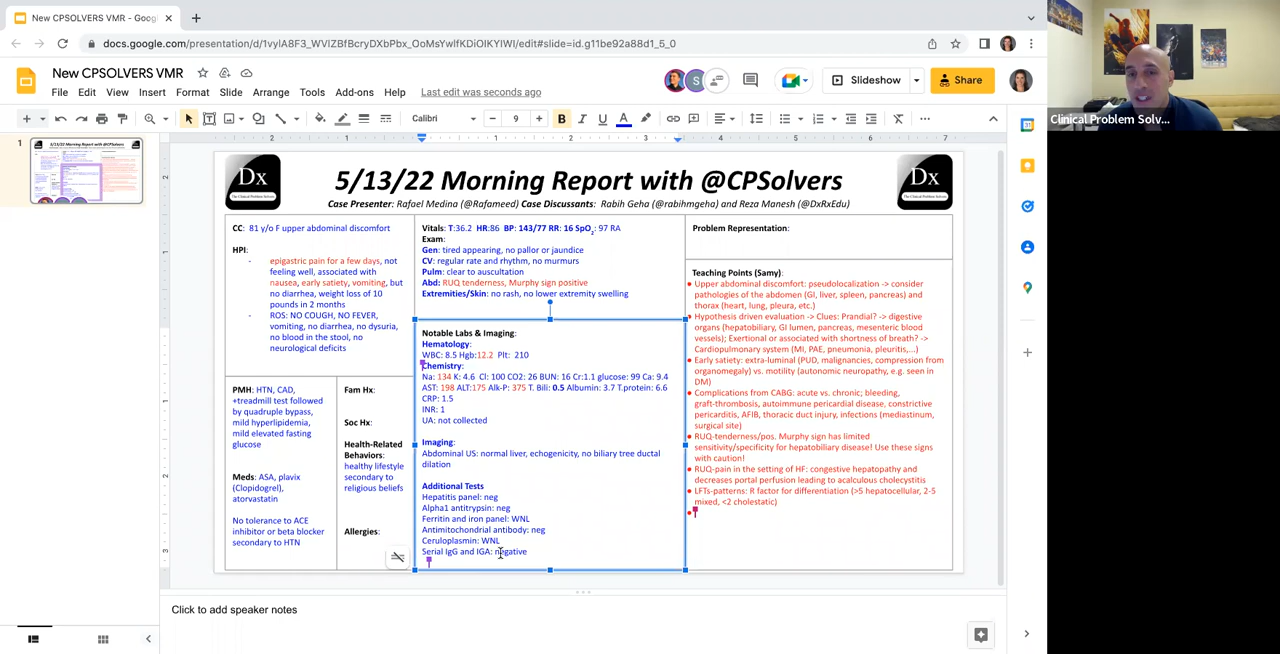 New CPSOLVERS VMR - Goog
docs.google.com/presentation/d/1vylA8F3_WVlZBfBcryDXbPbx_OoMsYwlfKDiOlKYlWI/edit#slide=id.g11be92a88d1_5_0
New CPSOLVERS VMR
File Edit View Insert Format Slide Arrange Tools Add-ons Help Last edit was seconds ago
Slideshow
Share
Calibri
9
Clinical Problem Solv...
1
Dx
The Clinical Problem Solvers
5/13/22 Morning Report with @CPSolvers
Case Presenter: Rafael Medina (@Rafameed) Case Discussants: Rabih Geha (@rabihmgeha) and Reza Manesh (@DxRxEdu)
Dx
The Clinical Problem Solvers
CC: 81 y/o F upper abdominal disomfort
HPI:
- epigastric pain for a few days, not
feeling well, associated with
nausea, early satiety, vomiting, but
no diarrhea, weight loss of 10
pounds in 2 months
- ROS: NO COUGH, NO FEVER,
vomiting, no diarrhea, no dysuria,
no blood in the stool, no
neurological deficits
PMH: HTN, CAD,
+treadmill test followed
by quadruple bypass,
mild hyperlipidemia,
mild elevated fasting
glucose
Meds: ASA, plavix
(Clopidogrel),
atorvastatin
No tolerance to ACE
inhibitor or beta blocker
secondary to HTN
Fam Hx:
Soc Hx:
Health-Related
Behaviors:
healthy lifestyle
secondary to
religious beliefs
Allergies:
Vitals: T:36.2 HR:86 BP: 143/77 RR: 16 SpO2: 97 RA
Exam:
Gen: tired appearing, no pallor or jaundice
CV: regular rate and rhythm, no murmurs
Pulm: clear to auscultation
Abd: RUQ tenderness, Murphy sign positive
Extremities/Skin: no rash, no lower extremity swelling
Notable Labs & Imaging:
Hematology:
WBC: 8.5 Hgb:12.2 Plt: 210
Chemistry:
Na: 134 K: 4.6 Cl: 100 CO2: 26 BUN: 16 Cr:1.1 glucose: 99 Ca: 9.4
AST: 198 ALT:175 Alk-P: 375 T. Bili: 0.5 Albumin: 3.7 T.protein: 6.6
CRP: 1.5
INR: 1
UA: not collected
Imaging:
Abdominal US: normal liver, echogenicity, no biliary tree ductal
dilation
Additional Tests
Hepatitis panel: neg
Alpha1 antitrypsin: neg
Ferritin and iron panel: WNL
Antimitochondrial antibody: neg
Ceruloplasmin: WNL
Serial IgG and IGA: negative
Problem Representation:
Teaching Points (Samy):
Upper abdominal discomfort: pseudolocalization -> consider
pathologies of the abdomen (GI, liver, spleen, pancreas) and
thorax (heart, lung, pleura, etc.)
Hypothesis driven evaluation -> Clues: Prandial? -> digestive
organs (hepatobiliary, GI lumen, pancreas, mesenteric blood
vessels); Exertional or associated with shortness of breath? ->
Cardiopulmonary system (MI, PAE, pneumonia, pleuritis,...)
Early satiety: extra-luminal (PUD, malignancies, compression from
organomegaly) vs. motility (autonomic neuropathy, e.g. seen in
DM)
Complications from CABG: acute vs. chronic; bleeding,
graft-thrombosis, autoimmune pericardial disease, constrictive
pericarditis, AFIB, thoracic duct injury, infections (mediastinum,
surgical site)
RUQ-tenderness/pos. Murphy sign has limited
sensitivity/specificity for hepatobiliary disease! Use these signs
with caution!
RUQ-pain in the setting of HF: congestive hepatopathy and
decreases portal perfusion leading to acalculous cholecystitis
LFTs-patterns: R factor for differentiation (>5 hepatocellular, 2-5
mixed, <2 cholestatic)
Click to add speaker notes